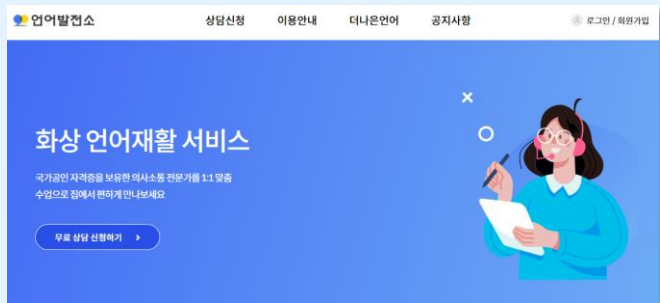 언어발전소
상담신청 이용안내 더나은언어 공지사항 로그인 / 회원가입
화상 언어재활 서비스
국가공인 자격증을 보유한 의사소통 전문가를 1:1 맞춤
수업으로 집에서 편하게 만나보세요
무료 상담 신청하기 >